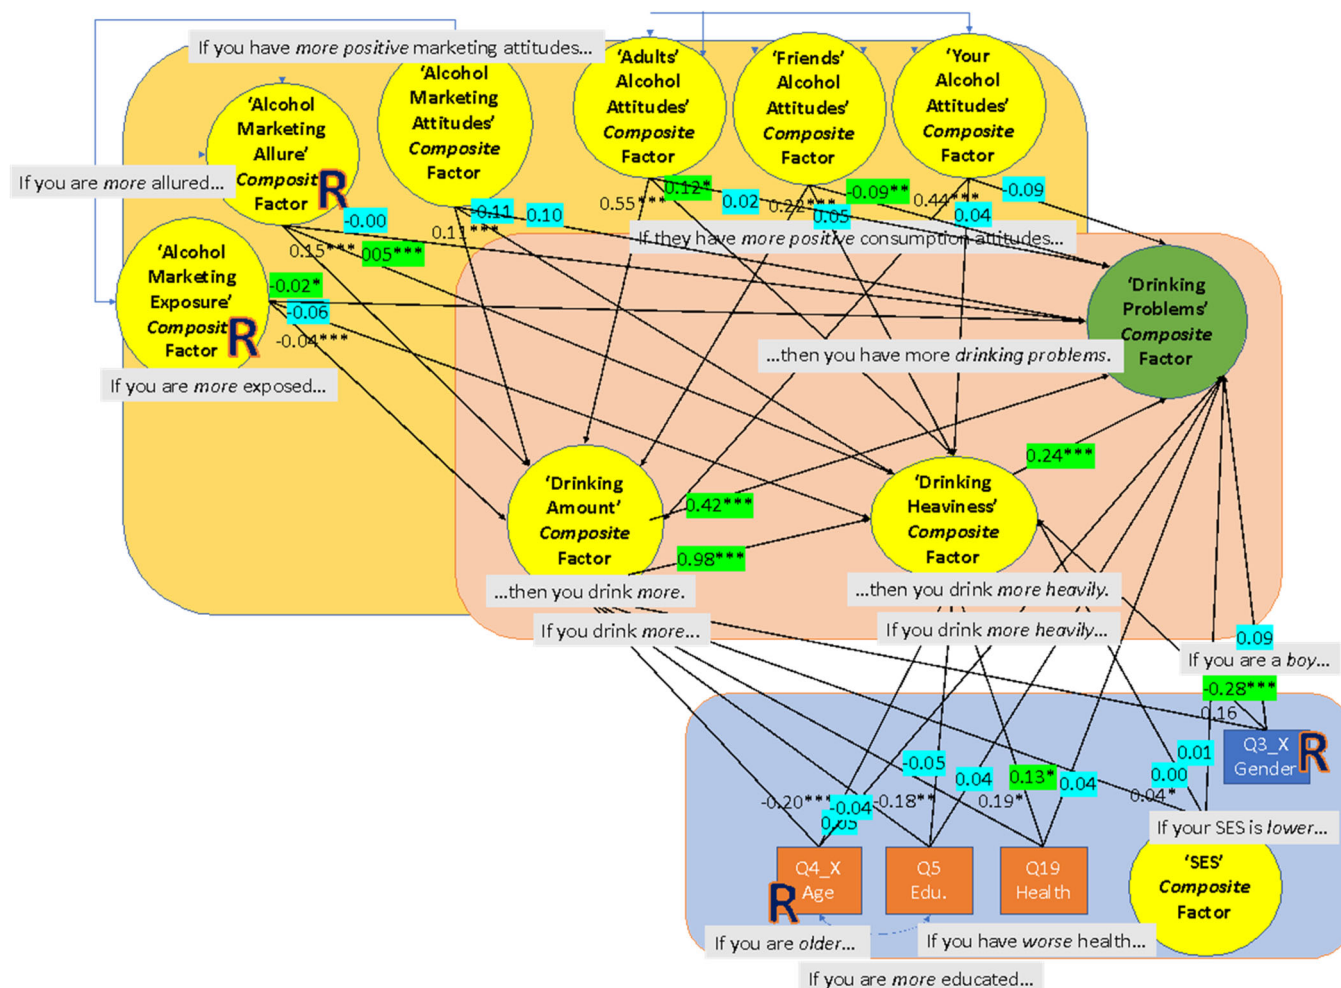 If you have more positive marketing attitudes...
'Alcohol
Marketing
Allure'
Composite
Factor
R
'Alcohol
Marketing
Attitudes'
Composite
Factor
'Adults'
Alcohol
Attitudes'
Composite
Factor
'Friends'
Alcohol
Attitudes'
Composite
Factor
'Your
Alcohol
Attitudes'
Composite
Factor
If you are more allured...
-0.00
0.15***
005***
-0.11
0.10
0.11***
0.55***
0.12*
0.02
0.22***
0.05
-0.09**
0.44***
0.04
-0.09
If they have more positive consumption attitudes...
'Alcohol
Marketing
Exposure'
Composite
Factor
R
-0.02*
-0.06
-0.04***
If you are more exposed...
'Drinking
Problems'
Composite
Factor
...then you have more drinking problems.
'Drinking
Amount'
Composite
Factor
0.42***
0.98***
'Drinking
Heaviness'
Composite
Factor
0.24***
...then you drink more.
If you drink more...
...then you drink more heavily.
If you drink more heavily...
0.09
If you are a boy...
-0.28***
0.16
Q3_X
Gender
R
-0.20***
-0.04
0.05
-0.05
-0.18**
0.04
0.13*
0.19*
0.04
0.01
0.00
0.04*
If your SES is lower...
Q4_X
Age
R
Q5
Edu.
Q19
Health
'SES'
Composite
Factor
If you are older...
If you have worse health...
If you are more educated...